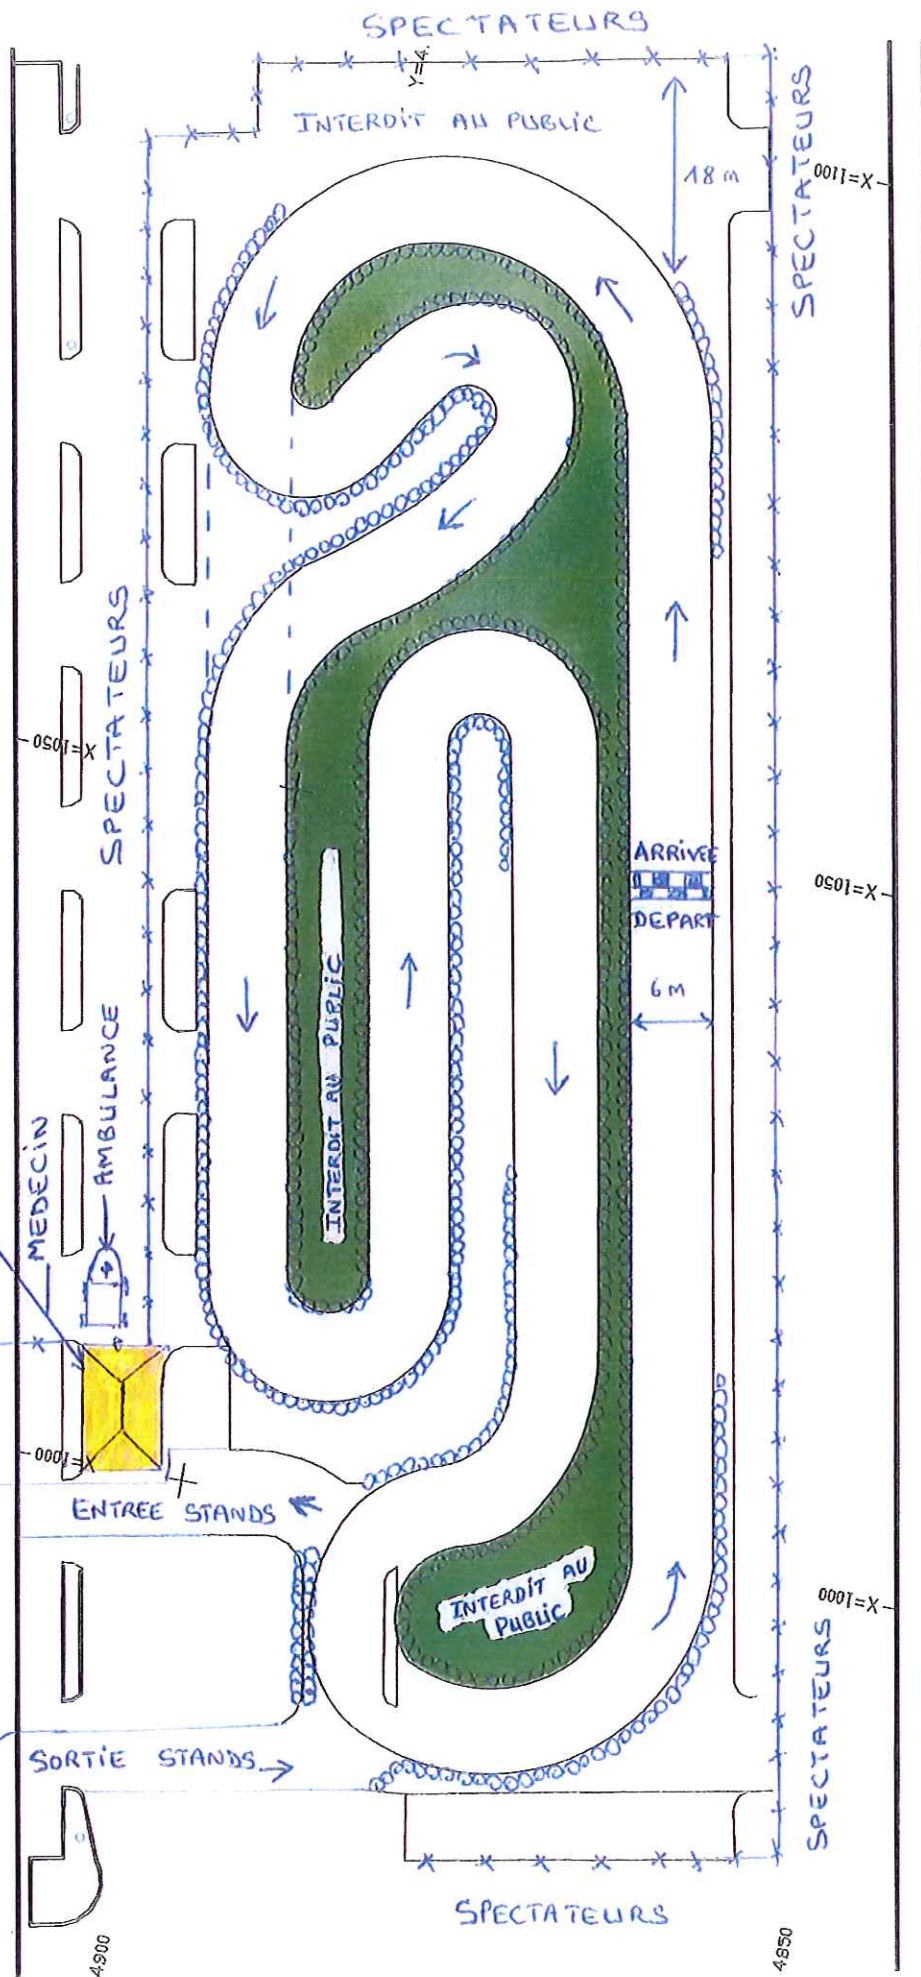 SPECTATEURS
Y=4
INTERDIT AU PUBLIC
18 m
SPECTATEURS
X=1100
SPECTATEURS
X=1050
ARRIVEE
DEPART
X=1050
6 m
INTERDIT AU PUBLIC
MEDECIN
AMBULANCE
X=1000
ENTREE STANDS
INTERDIT AU
PUBLIC
X=1000
SPECTATEURS
SORTIE STANDS
SPECTATEURS
4900
4850